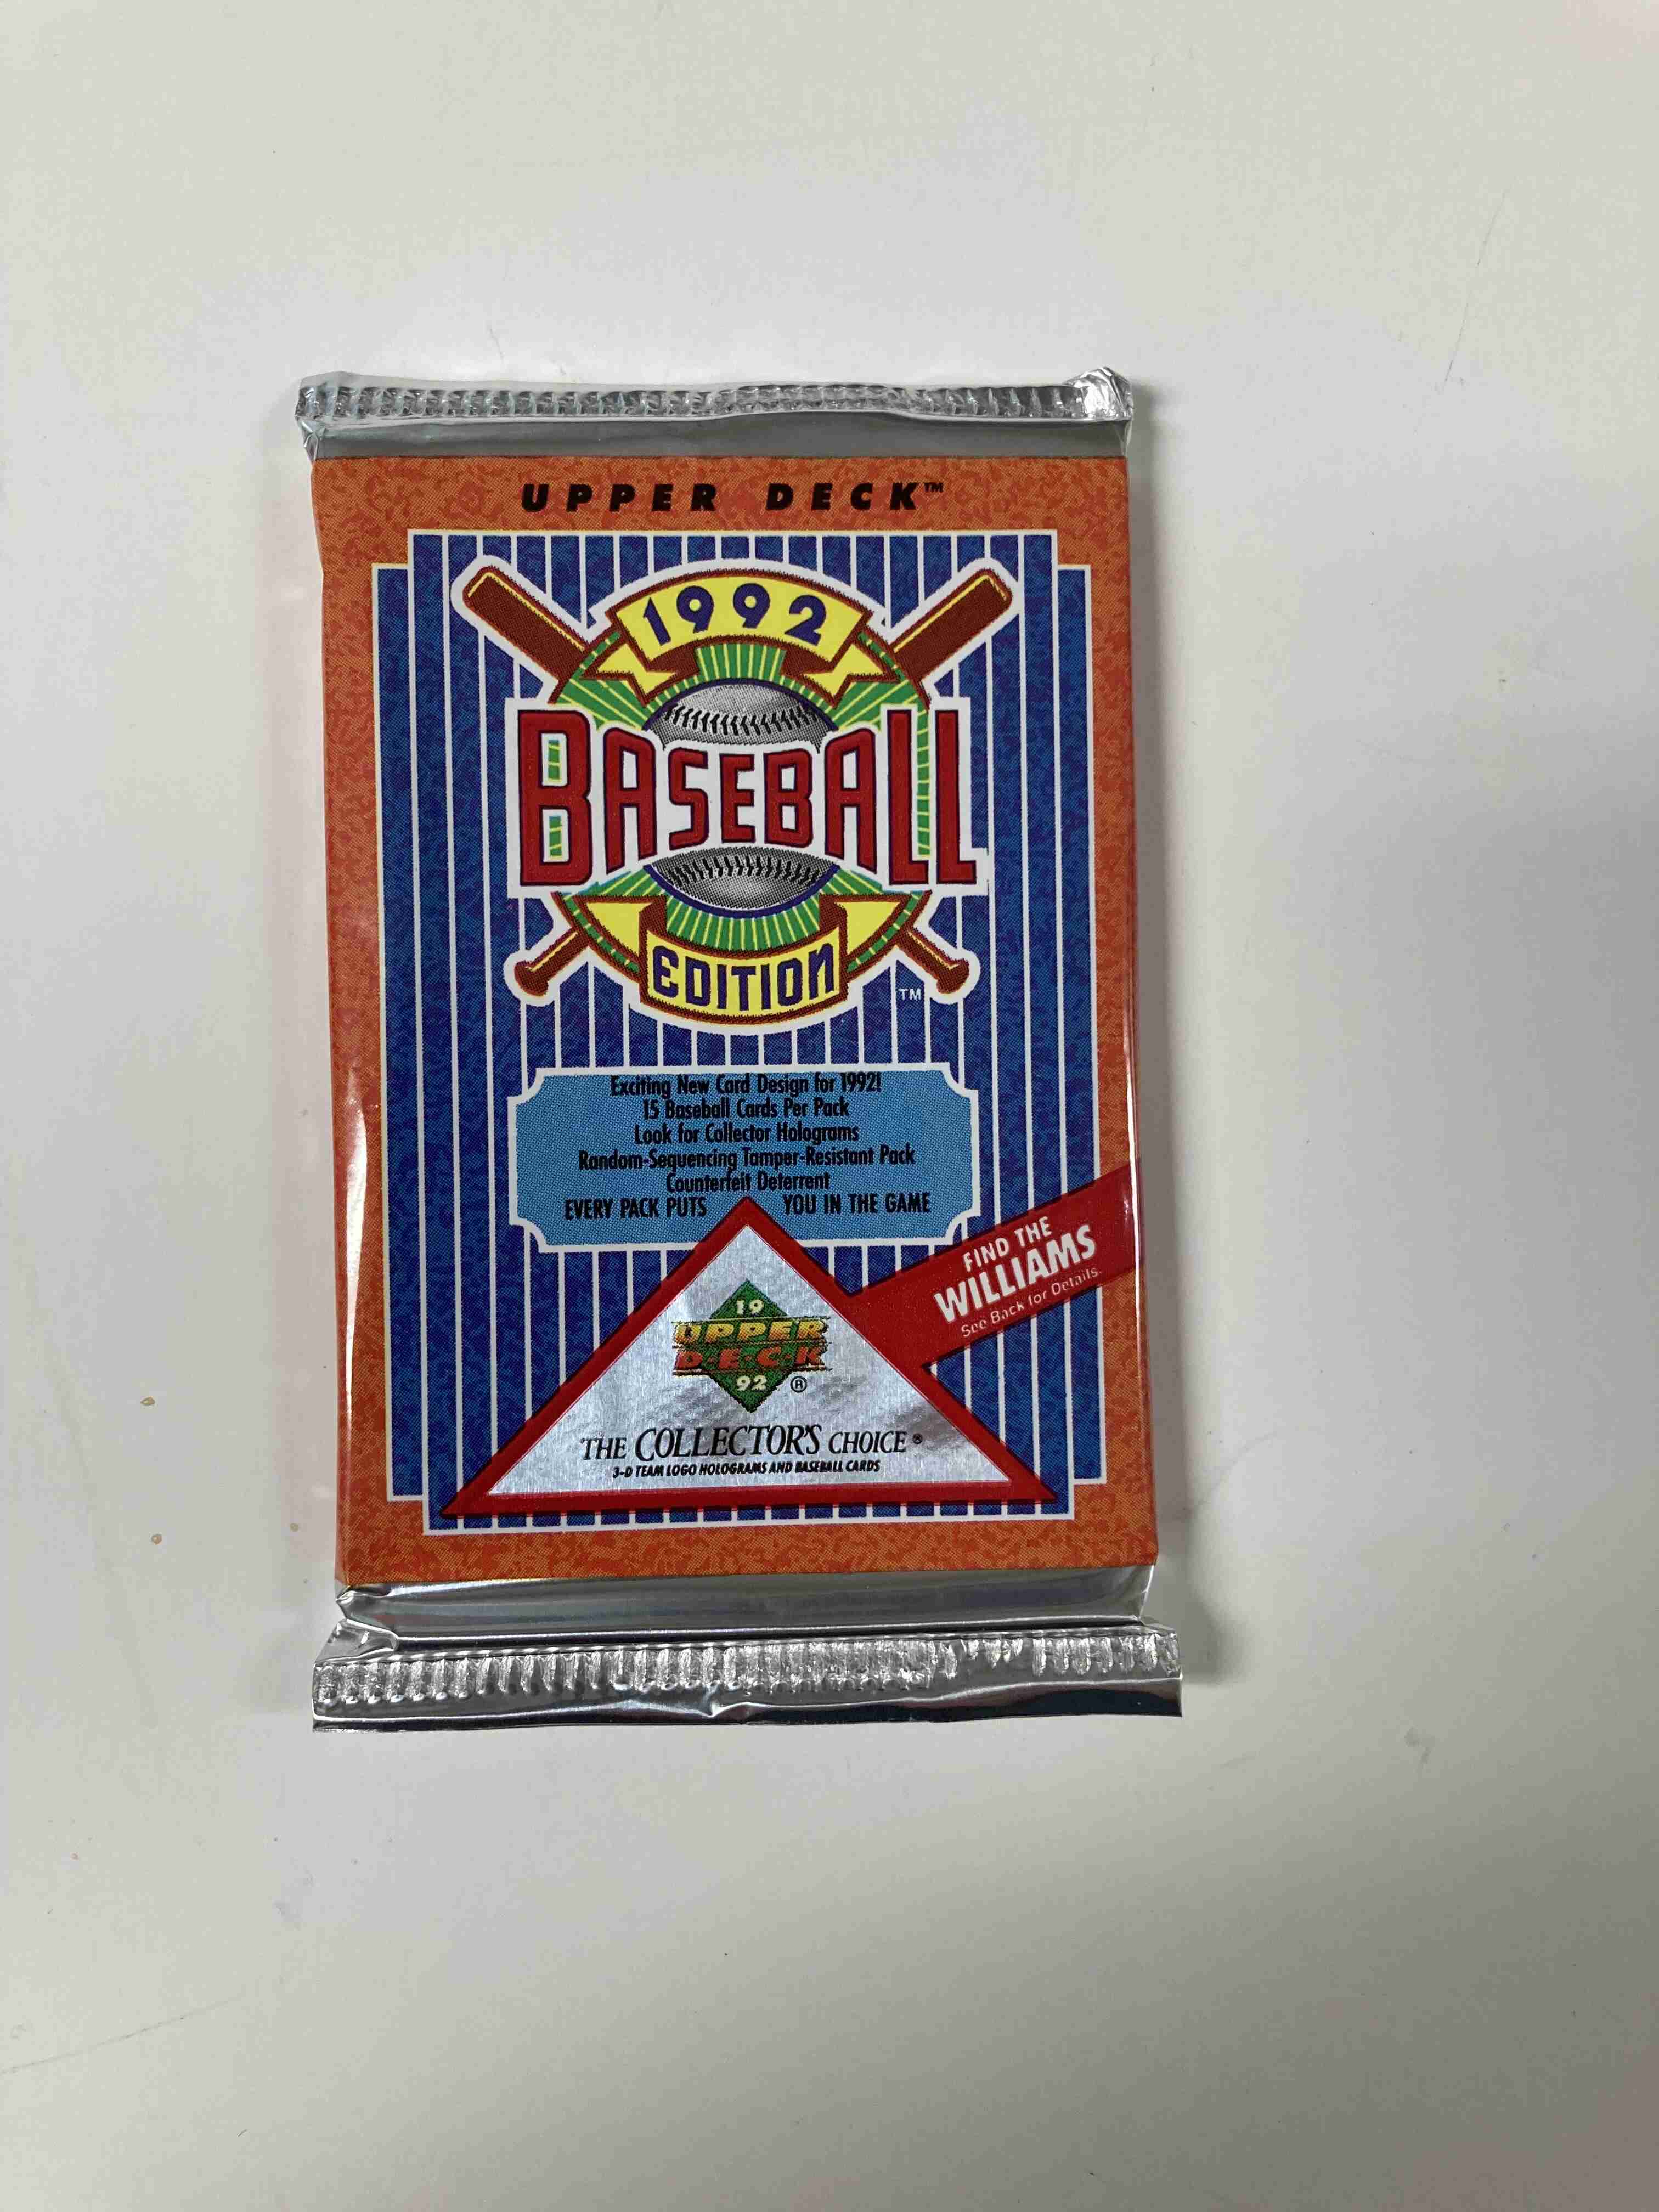 UPPER DECK™
1992
BASEBALL
EDITION
TM
Exciting New Card Design for 1992!
15 Baseball Cards Per Pack
Look for Collector Holograms
Random-Sequencing Tamper-Resistant Pack
Counterfeit Deterrent
EVERY PACK PUTS YOU IN THE GAME
FIND THE
WILLIAMS
See Back for Details
19
UPPER
D·E·C·K
92 ®
THE COLLECTOR'S CHOICE®
3-D TEAM LOGO HOLOGRAMS AND BASEBALL CARDS